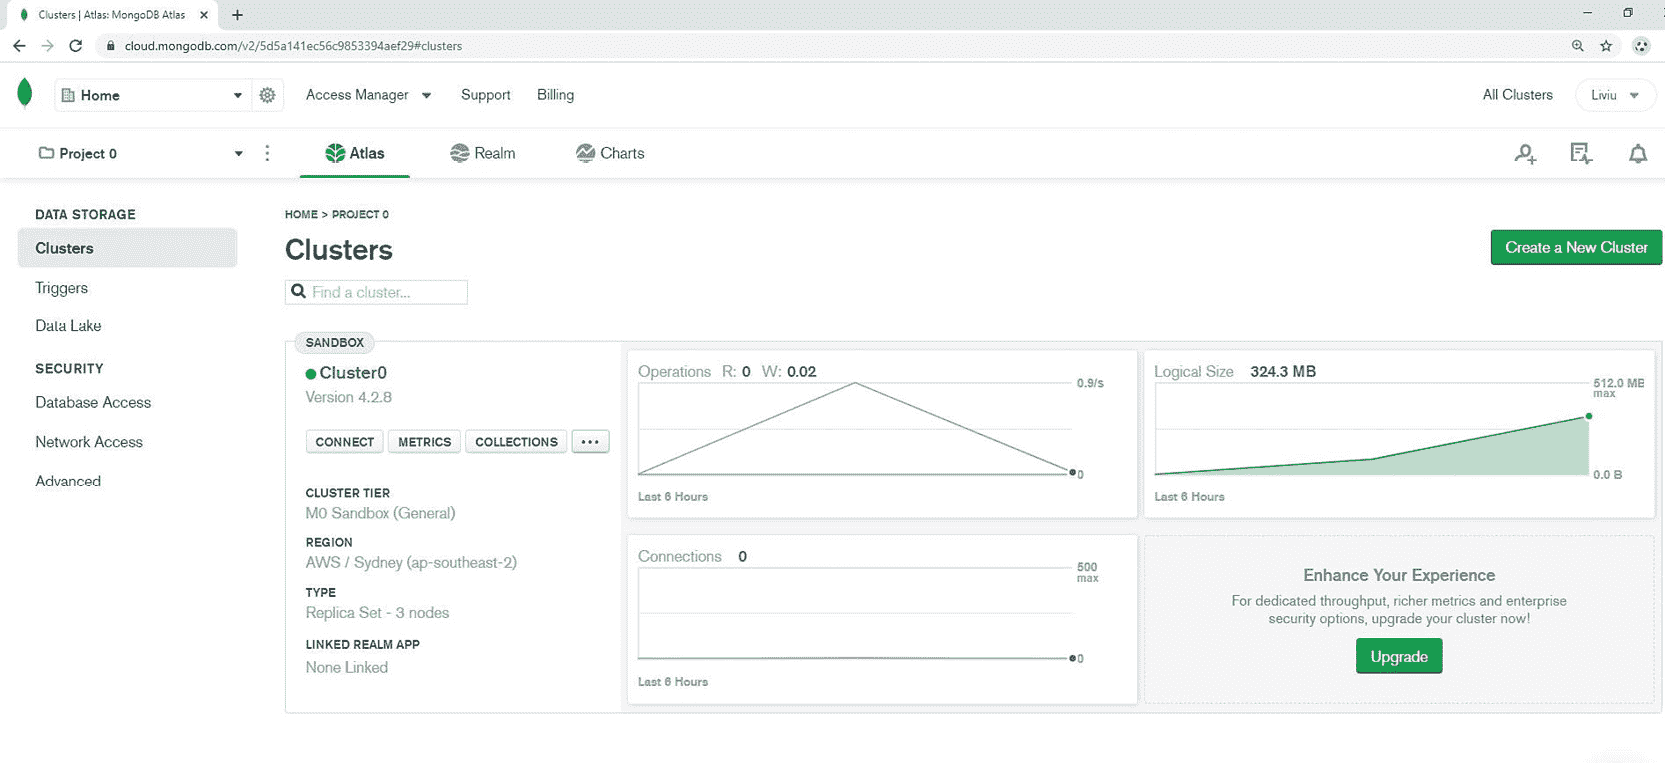 Clusters | Atlas: MongoDB Atlas
cloud.mongodb.com/v2/5d5a141ec56c9853394aef29#clusters
Home
Access Manager
Support
Billing
All Clusters
Liviu
Project 0
Atlas
Realm
Charts
DATA STORAGE
Clusters
Triggers
Data Lake
SECURITY
Database Access
Network Access
Advanced
HOME > PROJECT 0
Clusters
Create a New Cluster
Find a cluster...
SANDBOX
Cluster0
Version 4.2.8
CONNECT
METRICS
COLLECTIONS
CLUSTER TIER
M0 Sandbox (General)
REGION
AWS / Sydney (ap-southeast-2)
TYPE
Replica Set - 3 nodes
LINKED REALM APP
None Linked
Operations R: 0 W: 0.02
0.9/s
0
Last 6 Hours
Logical Size 324.3 MB
512.0 MB
max
0.0 B
Last 6 Hours
Connections 0
500
max
0
Last 6 Hours
Enhance Your Experience
For dedicated throughput, richer metrics and enterprise
security options, upgrade your cluster now!
Upgrade